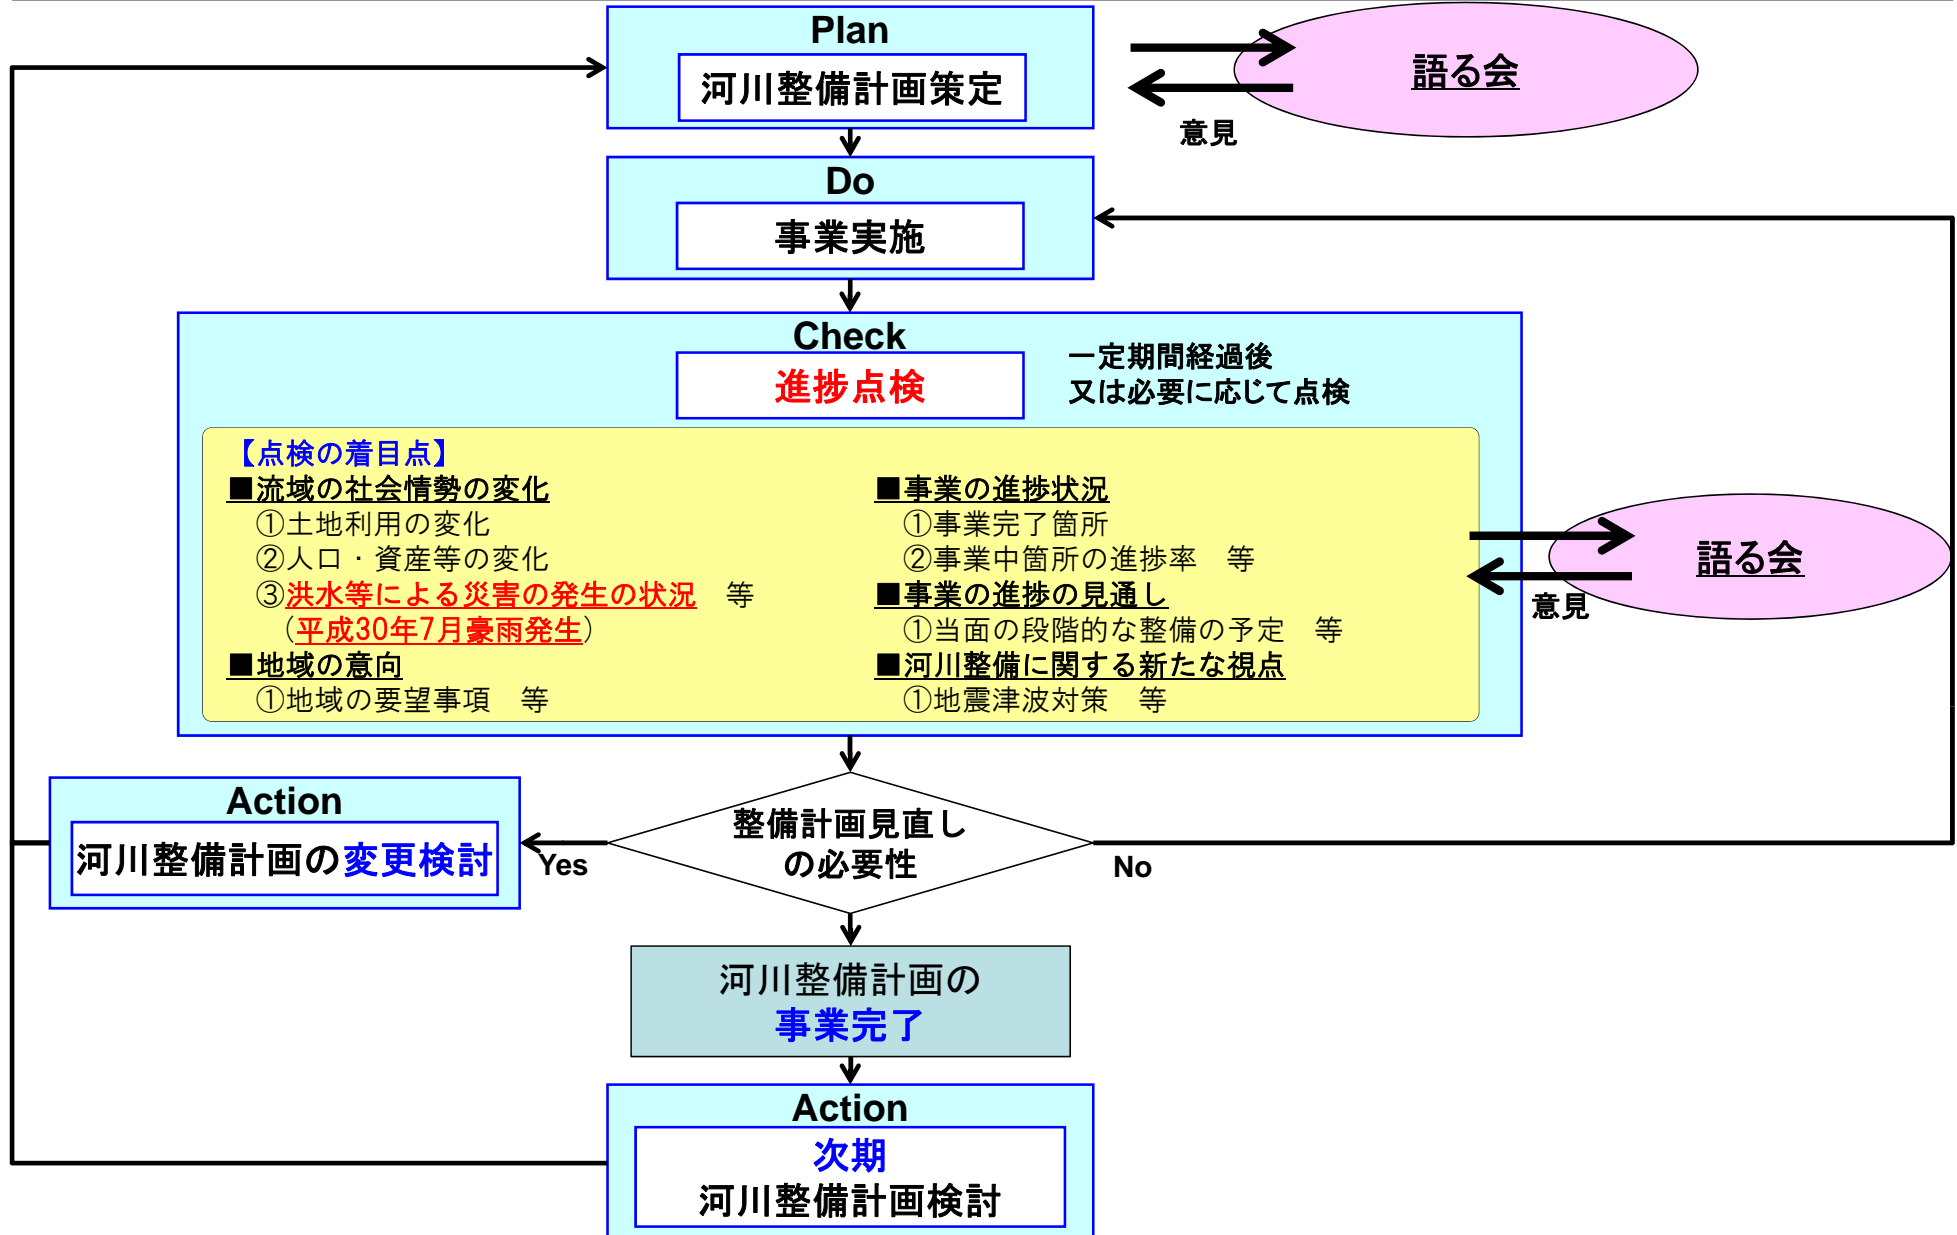 Plan
河川整備計画策定
語る会
意見
Do
事業実施
Check
進捗点検
一定期間経過後
又は必要に応じて点検
【点検の着目点】
■流域の社会情勢の変化
①土地利用の変化
②人口・資産等の変化
③洪水等による災害の発生の状況　等
（平成30年7月豪雨発生）
■地域の意向
①地域の要望事項　等
■事業の進捗状況
①事業完了箇所
②事業中箇所の進捗率　等
■事業の進捗の見通し
①当面の段階的な整備の予定　等
■河川整備に関する新たな視点
①地震津波対策　等
語る会
意見
整備計画見直し
の必要性
Yes
No
Action
河川整備計画の変更検討
河川整備計画の
事業完了
Action
次期
河川整備計画検討